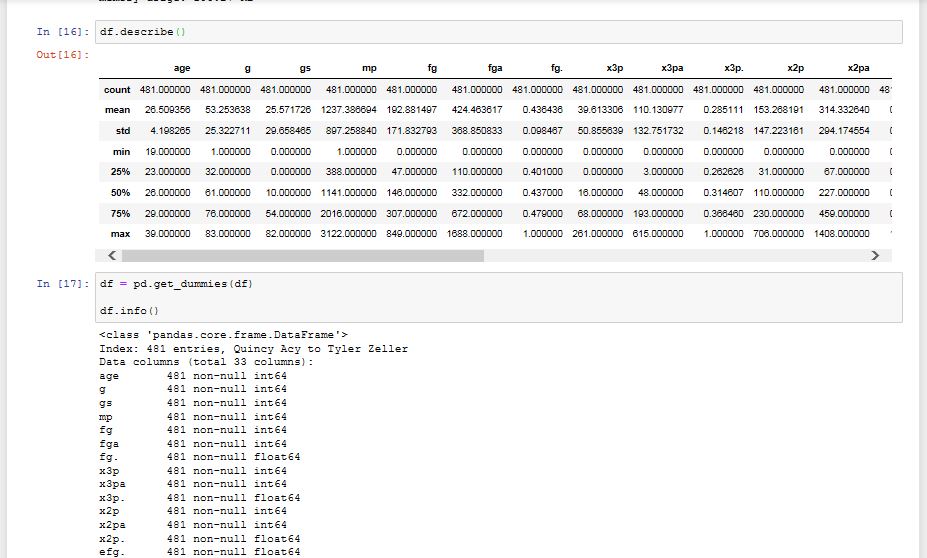 In [16]: df.describe()
Out[16]:
age g gs mp fg fga fg. x3p x3pa x3p. x2p x2pa
count 481.000000 481.000000 481.000000 481.000000 481.000000 481.000000 481.000000 481.000000 481.000000 481.000000 481.000000 481.000000 48
mean 26.509356 53.253638 25.571726 1237.386694 192.881497 424.463617 0.436436 39.613306 110.130977 0.285111 153.268191 314.332640
std 4.198265 25.322711 29.658465 897.258840 171.832793 368.850833 0.098467 50.855639 132.751732 0.146218 147.223161 294.174554
min 19.000000 1.000000 0.000000 1.000000 0.000000 0.000000 0.000000 0.000000 0.000000 0.000000 0.000000 0.000000
25% 23.000000 32.000000 0.000000 388.000000 47.000000 110.000000 0.401000 0.000000 3.000000 0.262626 31.000000 67.000000
50% 26.000000 61.000000 10.000000 1141.000000 146.000000 332.000000 0.437000 16.000000 48.000000 0.314607 110.000000 227.000000
75% 29.000000 76.000000 54.000000 2016.000000 307.000000 672.000000 0.479000 68.000000 193.000000 0.366460 230.000000 459.000000
max 39.000000 83.000000 82.000000 3122.000000 849.000000 1688.000000 1.000000 261.000000 615.000000 1.000000 706.000000 1408.000000
In [17]: df = pd.get_dummies(df)
df.info()
<class 'pandas.core.frame.DataFrame'>
Index: 481 entries, Quincy Acy to Tyler Zeller
Data columns (total 33 columns):
age 481 non-null int64
g 481 non-null int64
gs 481 non-null int64
mp 481 non-null int64
fg 481 non-null int64
fga 481 non-null int64
fg. 481 non-null float64
x3p 481 non-null int64
x3pa 481 non-null int64
x3p. 481 non-null float64
x2p 481 non-null int64
x2pa 481 non-null int64
x2p. 481 non-null float64
efg. 481 non-null float64